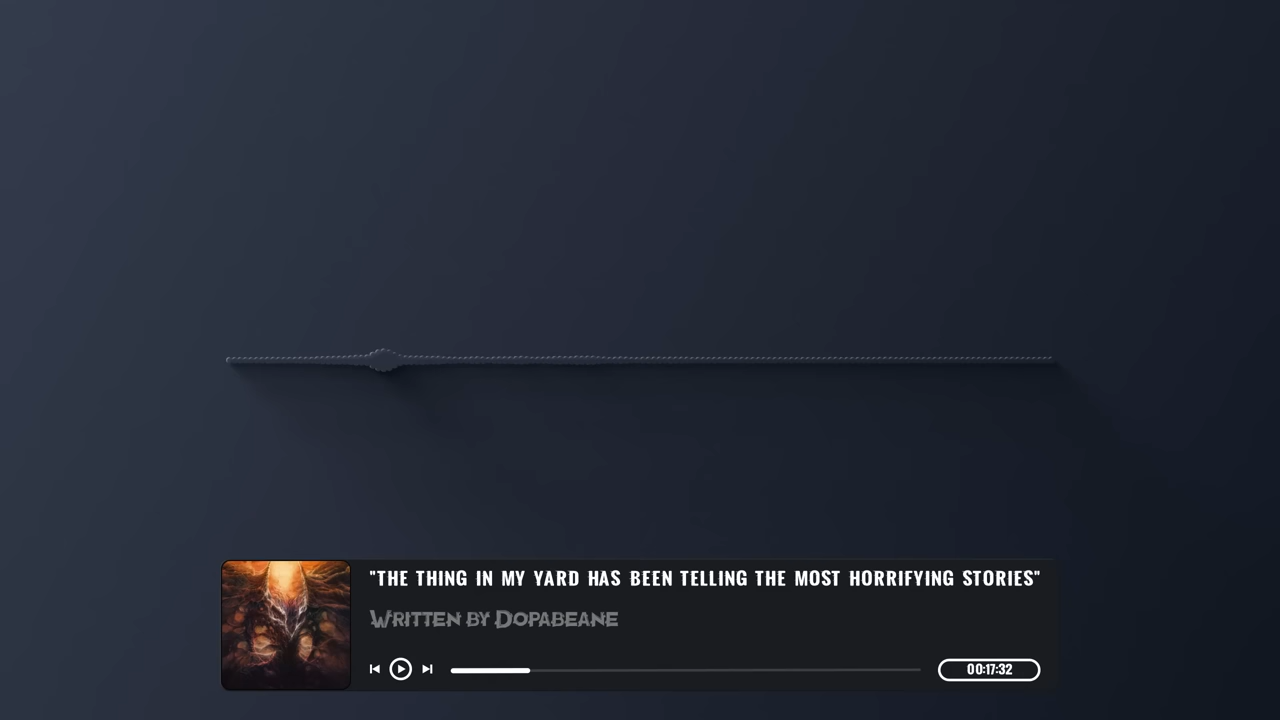 "THE THING IN MY YARD HAS BEEN TELLING THE MOST HORRIFYING STORIES"
WRITTEN BY DOPABEANE
00:17:32